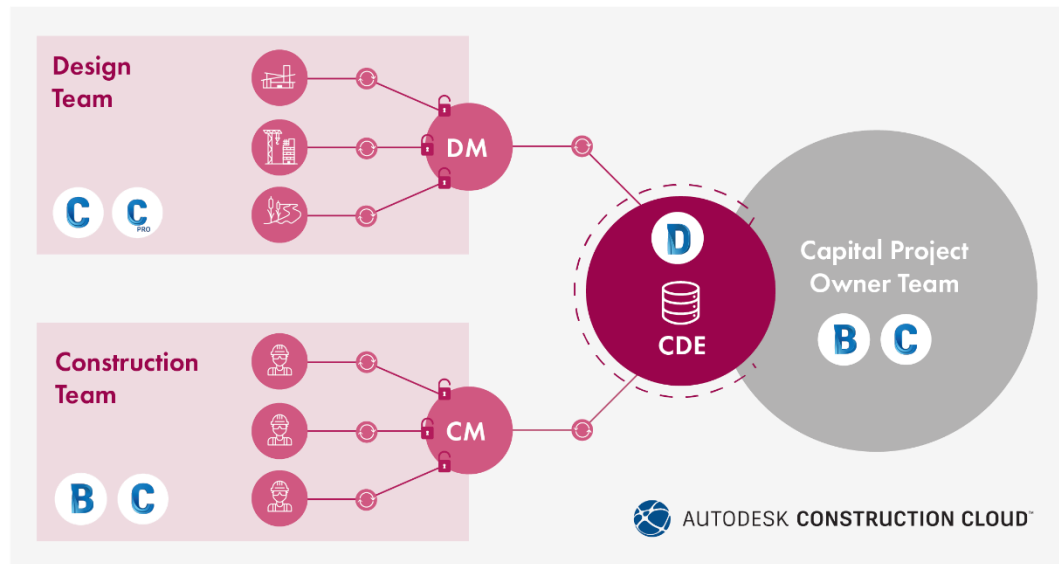 Design
Team
C
C
PRO
DM
D
CDE
Capital Project
Owner Team
B
C
Construction
Team
B
C
CM
AUTODESK CONSTRUCTION CLOUD™